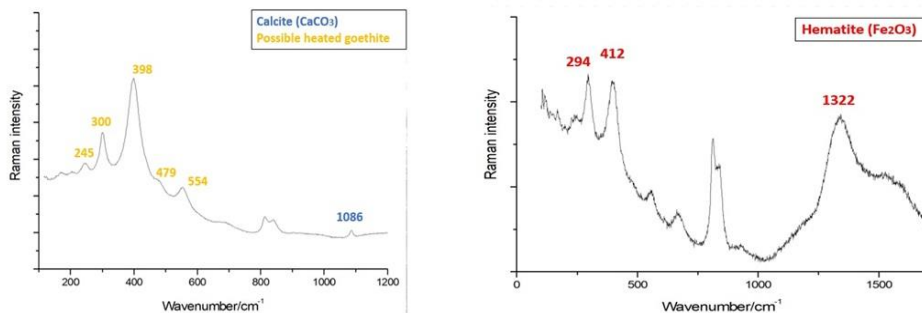 Calcite (CaCO3)
Possible heated goethite
398
300
245
479
554
1086
Raman intensity
200
400
600
800
1000
1200
Wavenumber/cm-1
Hematite (Fe2O3)
294
412
1322
Raman intensity
0
500
1000
1500
Wavenumber/cm-1